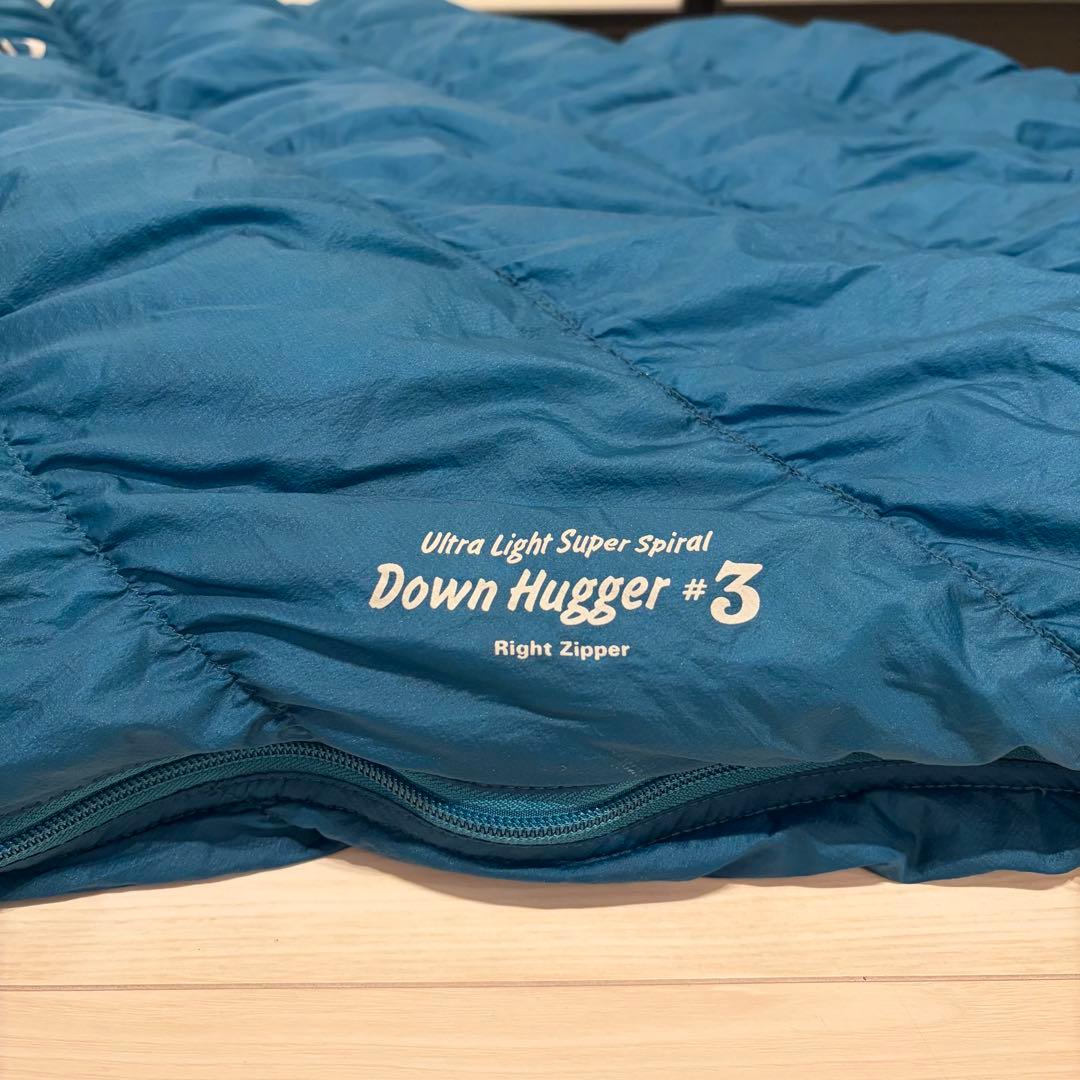 Ultra Light Super Spiral
Down Hugger #3
Right Zipper